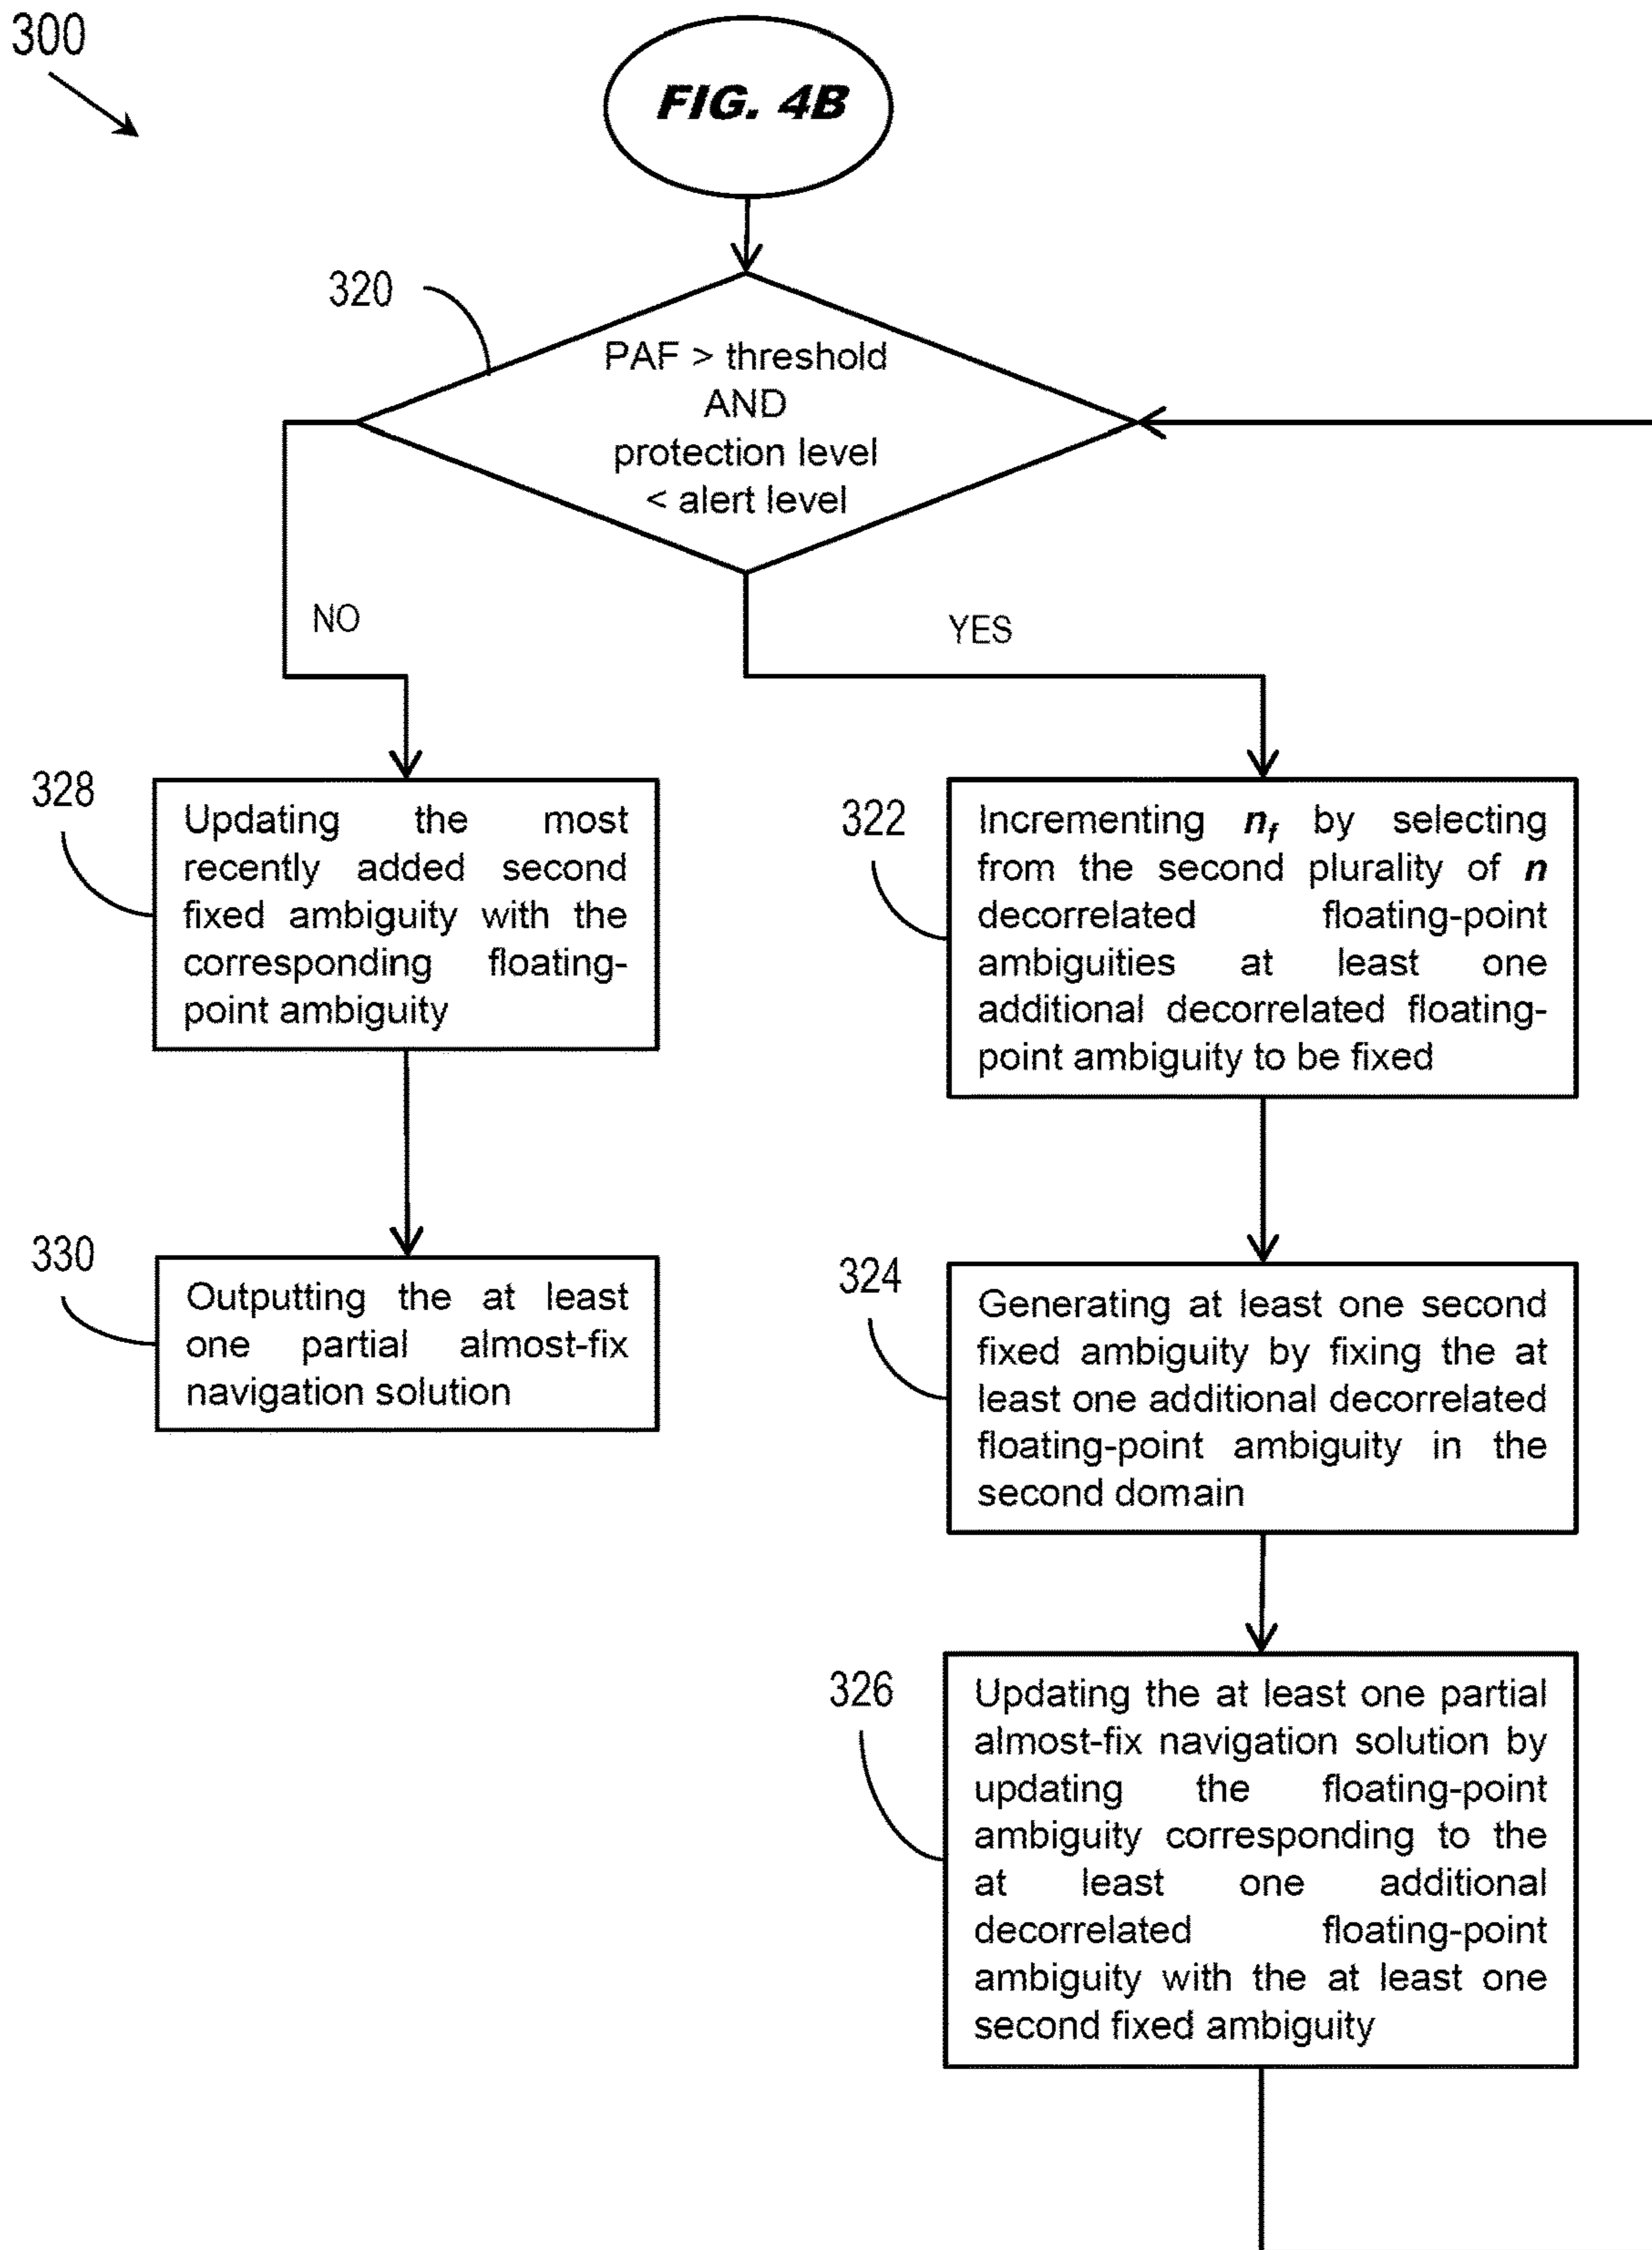 300
FIG. 4B
320
PAF > threshold
AND
protection level
< alert level
NO
YES
328
Updating the most
recently added second
fixed ambiguity with the
corresponding floating-
point ambiguity
322
Incrementing nf by selecting
from the second plurality of n
decorrelated floating-point
ambiguities at least one
additional decorrelated floating-
point ambiguity to be fixed
330
Outputting the at least
one partial almost-fix
navigation solution
324
Generating at least one second
fixed ambiguity by fixing the at
least one additional decorrelated
floating-point ambiguity in the
second domain
326
Updating the at least one partial
almost-fix navigation solution by
updating the floating-point
ambiguity corresponding to the
at least one additional
decorrelated floating-point
ambiguity with the at least one
second fixed ambiguity